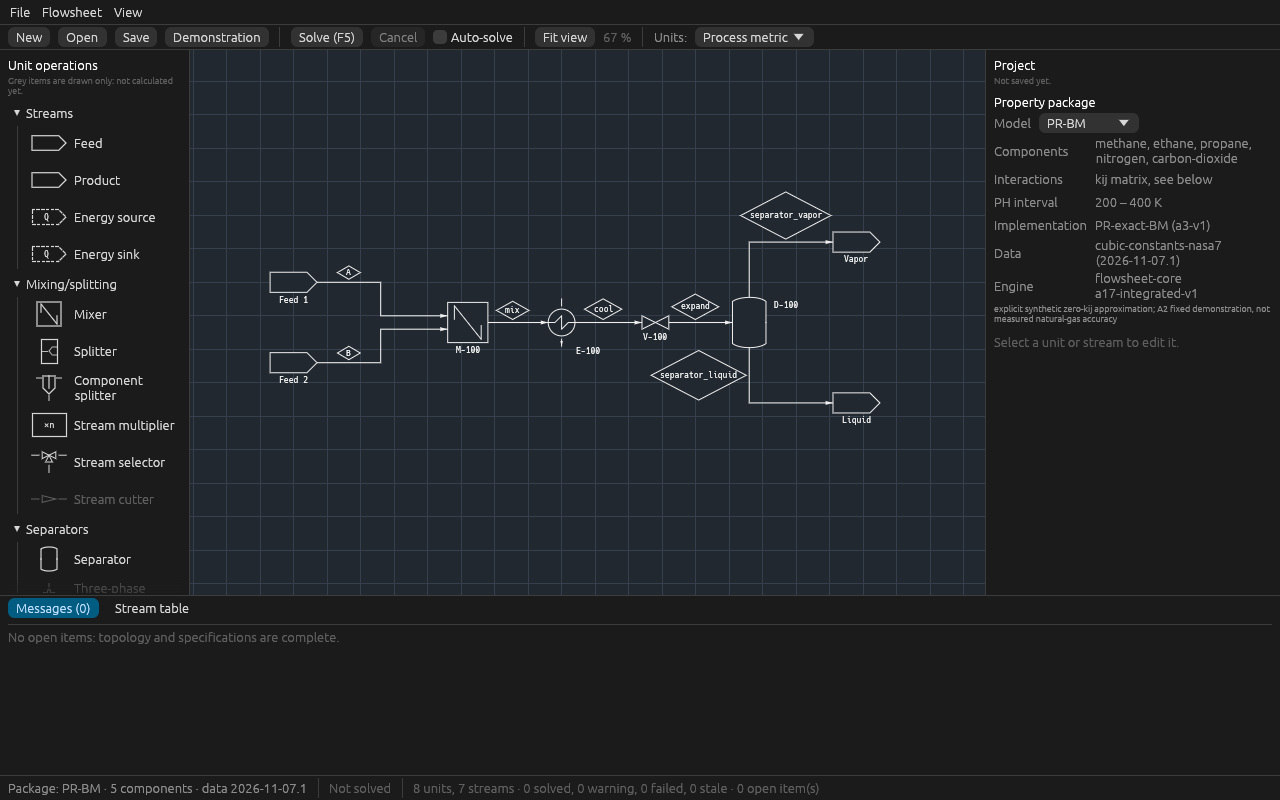 File Flowsheet View
New Open Save Demonstration Solve (F5) Cancel Auto-solve Fit view 67 % Units: Process metric
Unit operations
Grey items are drawn only: not calculated
yet.
Streams
Feed
Product
Q Energy source
Q Energy sink
Mixing/splitting
Mixer
Splitter
Component
splitter
×n Stream multiplier
Stream selector
Stream cutter
Separators
Separator
Three-phase
separator_vapor
Vapor
A
Feed 1
mix
cool
expand
D-100
B
M-100
E-100
V-100
Feed 2
separator_liquid
Liquid
Project
Not saved yet.
Property package
Model PR-BM
Components methane, ethane, propane,
nitrogen, carbon-dioxide
Interactions kij matrix, see below
PH interval 200 – 400 K
Implementation PR-exact-BM (a3-v1)
Data cubic-constants-nasa7
(2026-11-07.1)
Engine flowsheet-core
a17-integrated-v1
explicit synthetic zero-kij approximation; A2 fixed demonstration, not
measured natural-gas accuracy
Select a unit or stream to edit it.
Messages (0) Stream table
No open items: topology and specifications are complete.
Package: PR-BM · 5 components · data 2026-11-07.1 Not solved 8 units, 7 streams · 0 solved, 0 warning, 0 failed, 0 stale · 0 open item(s)